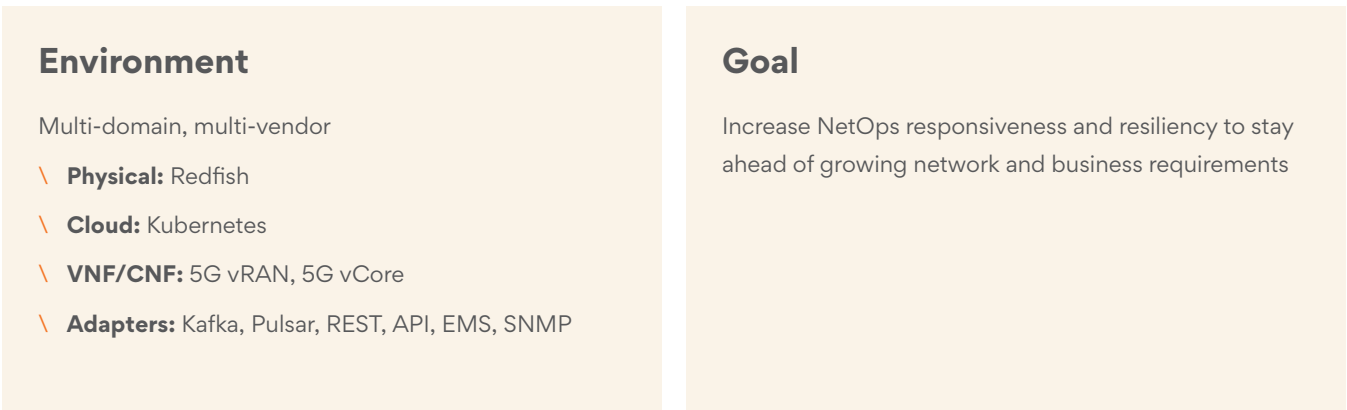 Environment
Multi-domain, multi-vendor
\ Physical: Redfish
\ Cloud: Kubernetes
\ VNF/CNF: 5G vRAN, 5G vCore
\ Adapters: Kafka, Pulsar, REST, API, EMS, SNMP
Goal
Increase NetOps responsiveness and resiliency to stay
ahead of growing network and business requirements